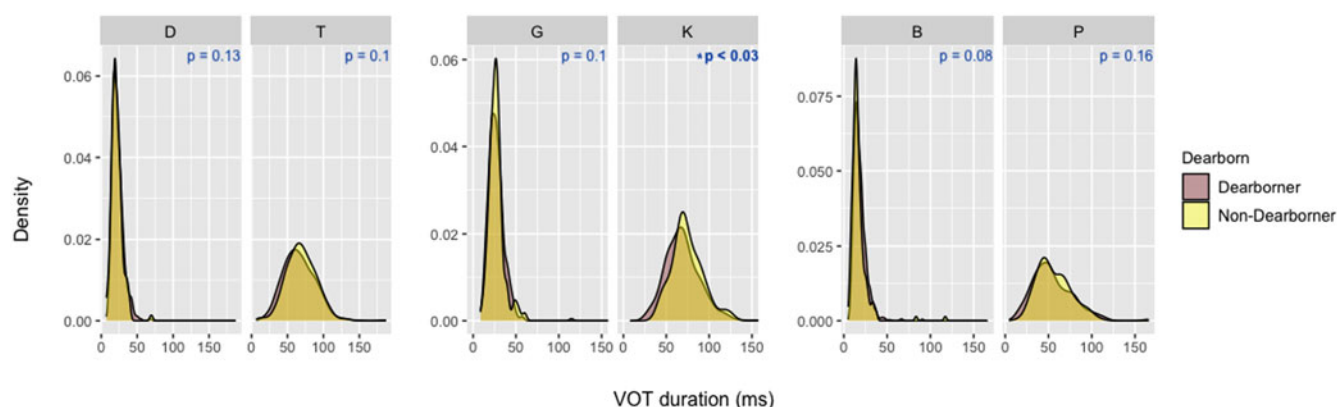 D T G K B P
p = 0.13 p = 0.1 p = 0.1 *p < 0.03 p = 0.08 p = 0.16
Density
0.06
0.04
0.02
0.00
0.06
0.04
0.02
0.00
0.075
0.050
0.025
0.000
0 50 100 150 0 50 100 150 0 50 100 150 0 50 100 150 0 50 100 150 0 50 100 150
VOT duration (ms)
Dearborn
Dearborner
Non-Dearborner